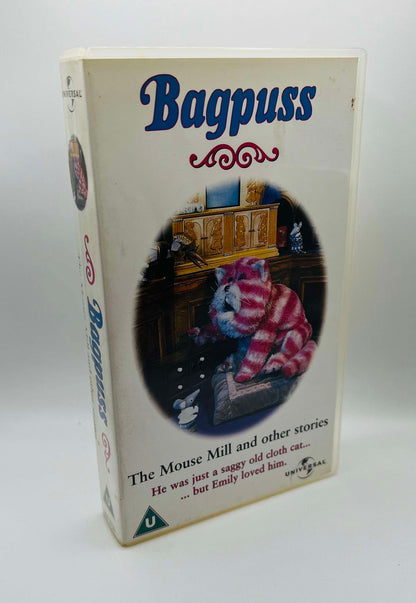 Bagpuss
The Mouse Mill and other stories
He was just a saggy old cloth cat...
... but Emily loved him.
UNIVERSAL
U
UNIVERSAL
Bagpuss